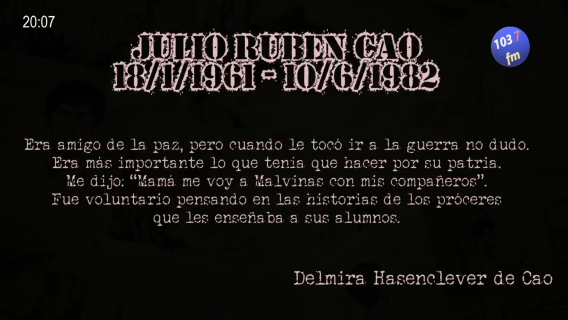 20:07
JULIO RUBEN CAO
18/1/1961 - 10/6/1982
103 7
fm
Era amigo de la paz, pero cuando le tocó ir a la guerra no dudo.
Era más importante lo que tenía que hacer por su patria.
Me dijo: “Mamá me voy a Malvinas con mis compañeros”.
Fue voluntario pensando en las historias de los próceres
que les enseñaba a sus alumnos.
Delmira Hasenclever de Cao